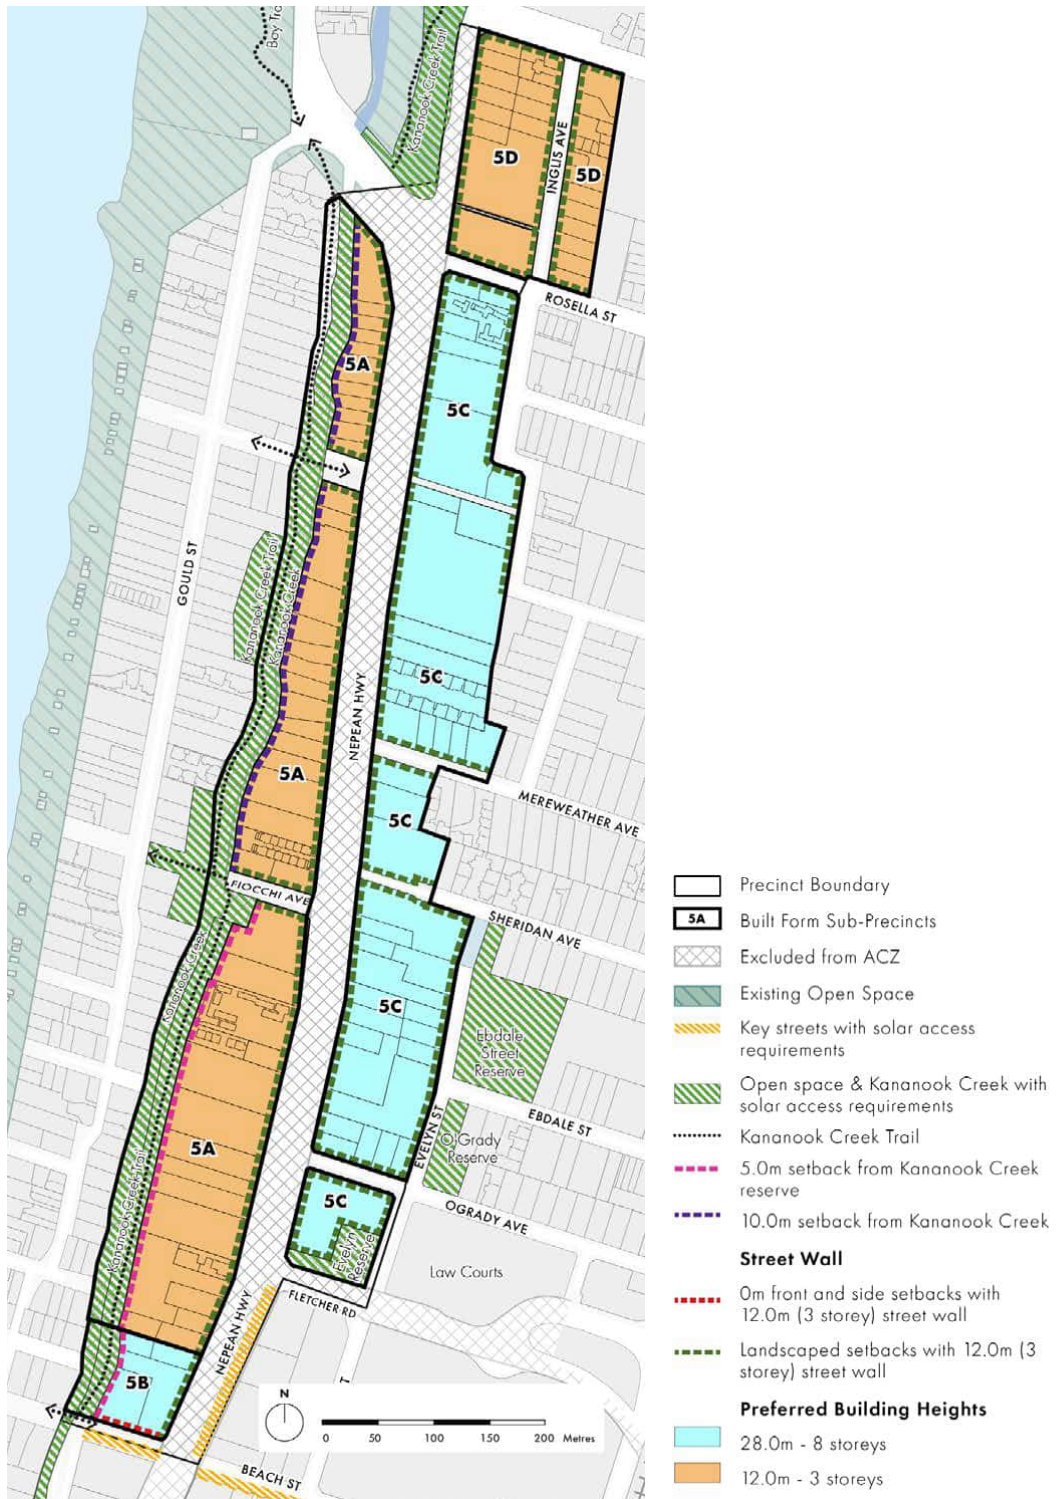 Bay Tra
Kananook Creek Trail
5D
INGLIS AVE
5D
ROSELLA ST
5A
5C
GOULD ST
Kananook Creek Trail
Kananook Creek
5C
NEPEAN HWY
5A
MEREWEATHER AVE
5C
FIOCCHI AVE
SHERIDAN AVE
Kananook Creek
5C
Ebdale
Street
Reserve
EBDALE ST
EVELYN ST
O'Grady
Reserve
5A
Kananook Creek Trail
5C
OGRADY AVE
Evelyn
Reserve
Law Courts
FLETCHER RD
NEPEAN HWY
5B
T
N
0 50 100 150 200 Metres
BEACH ST
Precinct Boundary
5A Built Form Sub-Precincts
Excluded from ACZ
Existing Open Space
Key streets with solar access
requirements
Open space & Kananook Creek with
solar access requirements
Kananook Creek Trail
5.0m setback from Kananook Creek
reserve
10.0m setback from Kananook Creek
Street Wall
0m front and side setbacks with
12.0m (3 storey) street wall
Landscaped setbacks with 12.0m (3
storey) street wall
Preferred Building Heights
28.0m - 8 storeys
12.0m - 3 storeys